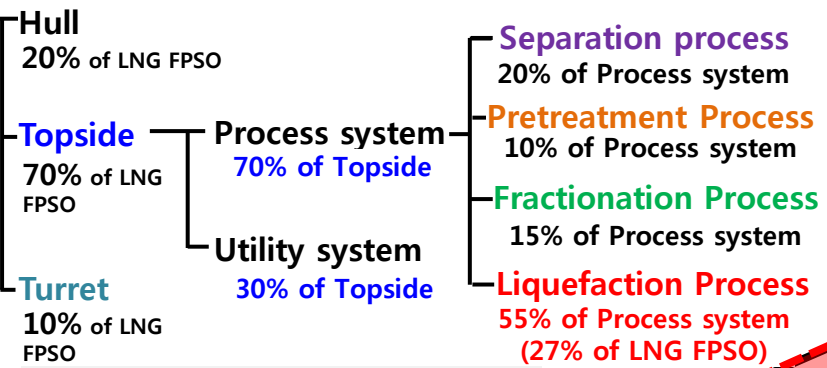 Hull
20% of LNG FPSO
Topside
70% of LNG
FPSO
Turret
10% of LNG
FPSO
Process system
70% of Topside
Utility system
30% of Topside
Separation process
20% of Process system
Pretreatment Process
10% of Process system
Fractionation Process
15% of Process system
Liquefaction Process
55% of Process system
(27% of LNG FPSO)